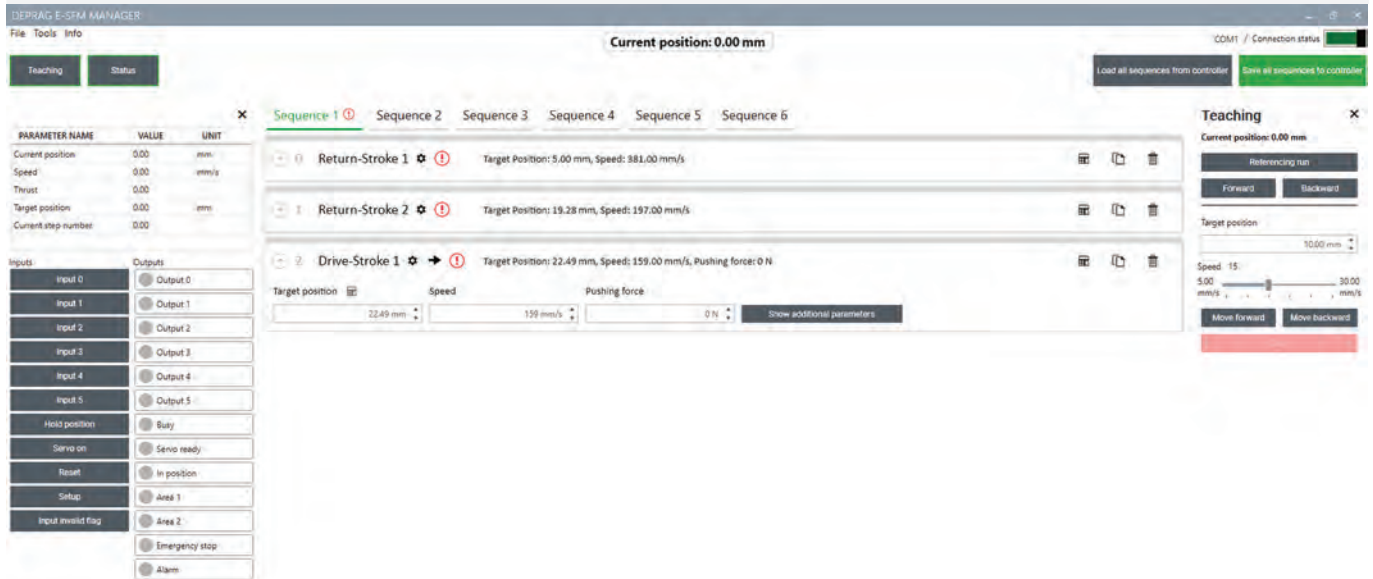 DEPRAG E-SFM MANAGER
File Tools Info
Current position: 0.00 mm
COM1 / Connection status
Teaching
Status
Load all sequences from controller
Save all sequences to controller
PARAMETER NAME VALUE UNIT
Current position 0.00 mm
Speed 0.00 mm/s
Thrust 0.00
Target position 0.00 mm
Current step number 0.00
Inputs
Outputs
Input 0
Output 0
Input 1
Output 1
Input 2
Output 2
Input 3
Output 3
Input 4
Output 4
Input 5
Output 5
Hold position
Busy
Servo on
Servo ready
Reset
In position
Setup
Area 1
Input invalid flag
Area 2
Emergency stop
Alarm
Sequence 1 Sequence 2 Sequence 3 Sequence 4 Sequence 5 Sequence 6
0 Return-Stroke 1 Target Position: 5.00 mm, Speed: 381.00 mm/s
1 Return-Stroke 2 Target Position: 19.28 mm, Speed: 197.00 mm/s
2 Drive-Stroke 1 Target Position: 22.49 mm, Speed: 159.00 mm/s, Pushing force: 0 N
Target position Speed Pushing force
22.49 mm 159 mm/s 0 N Show additional parameters
Teaching
Current position: 0.00 mm
Referencing run
Forward Backward
Target position
10.00 mm
Speed 15
5.00 30.00
mm/s mm/s
Move forward Move backward